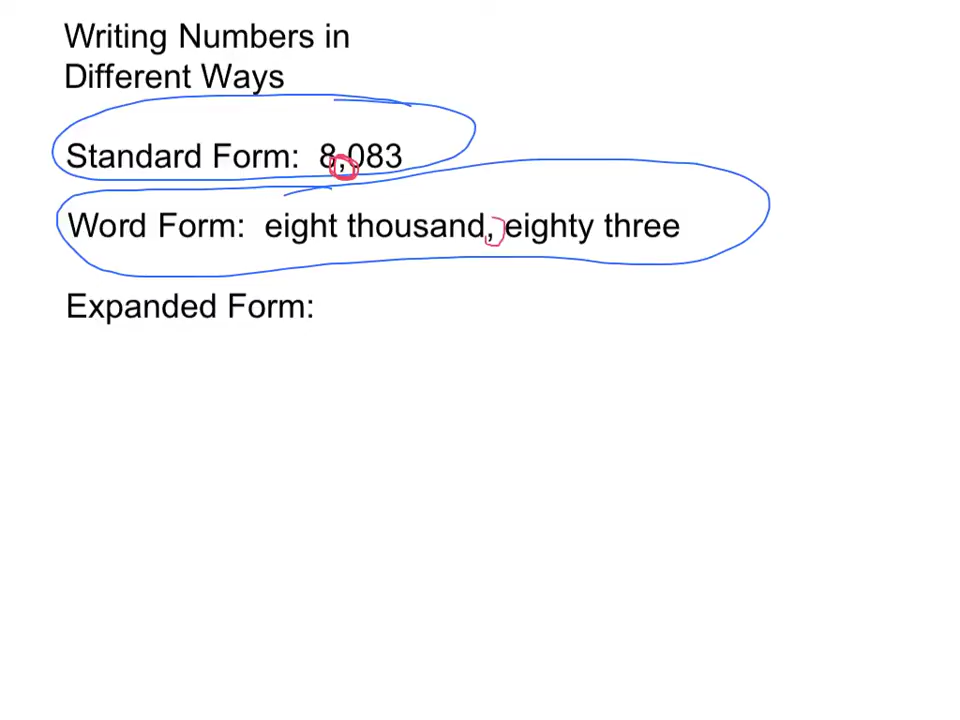 Writing Numbers in
Different Ways
Standard Form: 8,083
Word Form: eight thousand, eighty three
Expanded Form: